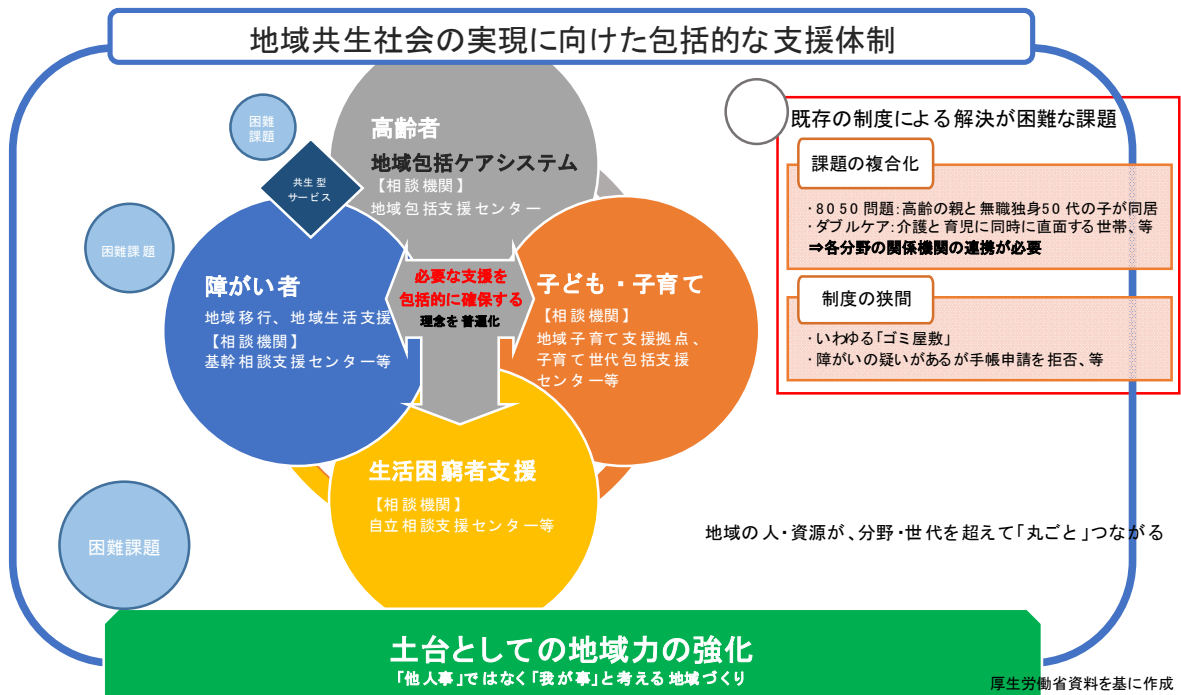 地域共生社会の実現に向けた包括的な支援体制
困難
課題
共生型
サービス
困難課題
困難課題
高齢者
地域包括ケアシステム
【相談機関】
地域包括支援センター
障がい者
地域移行、地域生活支援
【相談機関】
基幹相談支援センター等
必要な支援を
包括的に確保する
理念を普遍化
子ども・子育て
【相談機関】
地域子育て支援拠点、
子育て世代包括支援
センター等
生活困窮者支援
【相談機関】
自立相談支援センター等
既存の制度による解決が困難な課題
課題の複合化
・8050問題:高齢の親と無職独身50代の子が同居
・ダブルケア:介護と育児に同時に直面する世帯、等
⇒各分野の関係機関の連携が必要
制度の狭間
・いわゆる「ゴミ屋敷」
・障がいの疑いがあるが手帳申請を拒否、等
地域の人・資源が、分野・世代を超えて「丸ごと」つながる
土台としての地域力の強化
「他人事」ではなく「我が事」と考える地域づくり
厚生労働省資料を基に作成